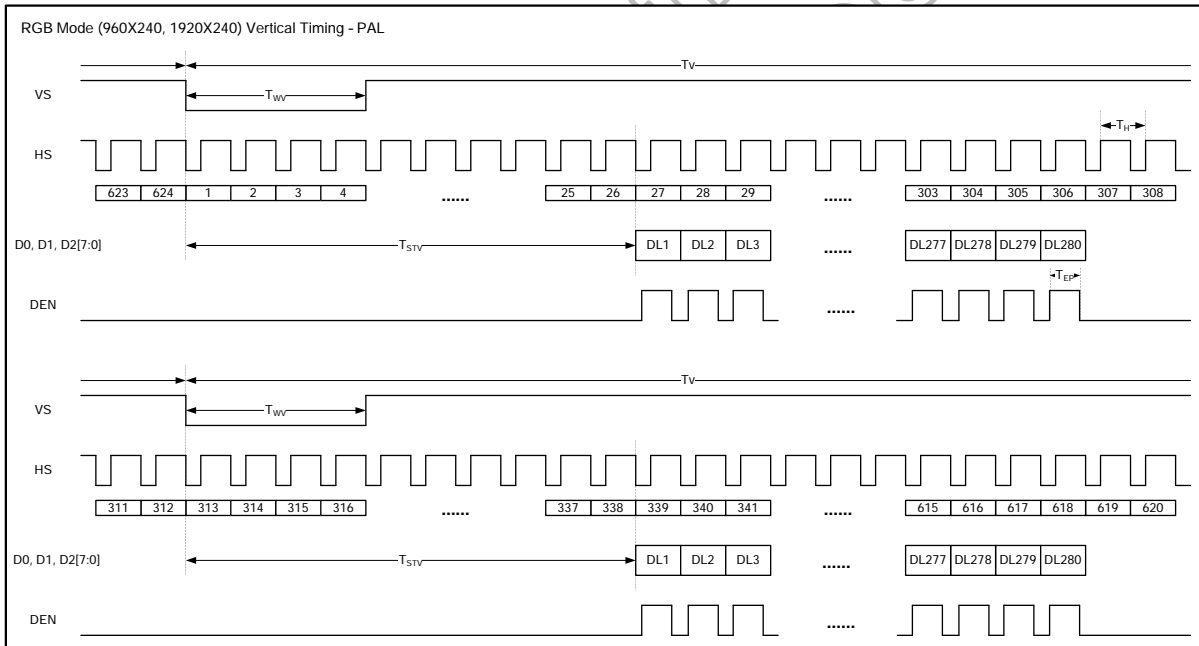 RGB Mode (960X240, 1920X240) Vertical Timing - PAL
Tv
VS
TWV
TH
HS
623 624 1 2 3 4 ...... 25 26 27 28 29 ...... 303 304 305 306 307 308
D0, D1, D2[7:0] TSTV DL1 DL2 DL3 ...... DL277 DL278 DL279 DL280
TEP
DEN ......
Tv
VS
TWV
HS
311 312 313 314 315 316 ...... 337 338 339 340 341 ...... 615 616 617 618 619 620
D0, D1, D2[7:0] TSTV DL1 DL2 DL3 ...... DL277 DL278 DL279 DL280
DEN ......